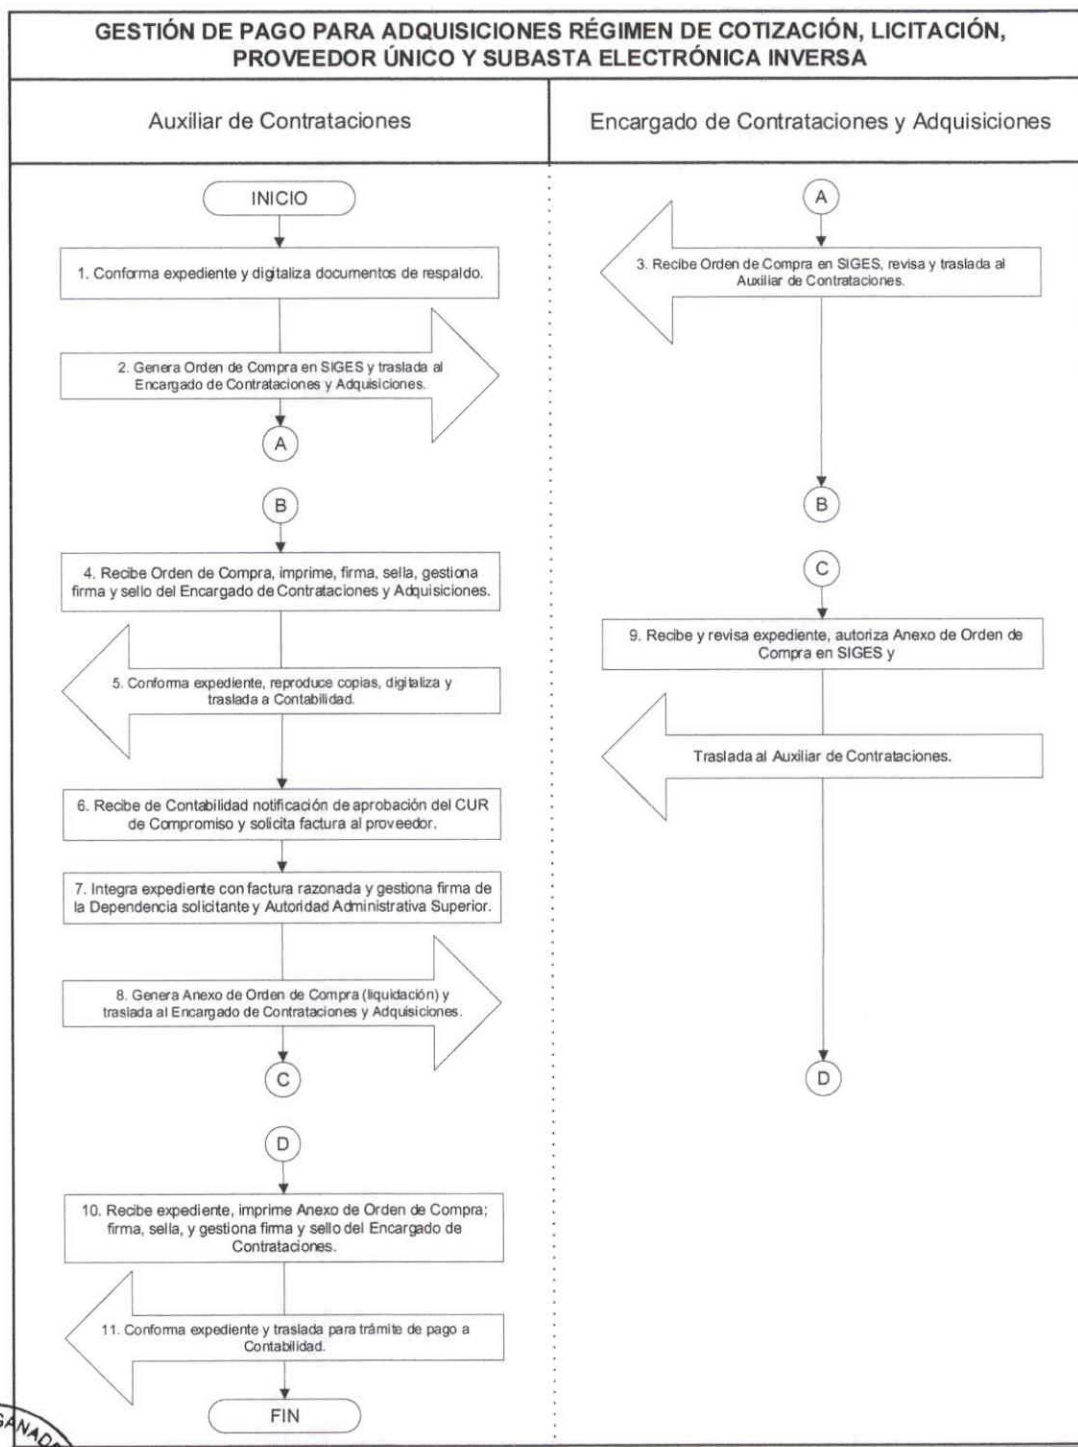 GESTIÓN DE PAGO PARA ADQUISICIONES RÉGIMEN DE COTIZACIÓN, LICITACIÓN,
PROVEEDOR ÚNICO Y SUBASTA ELECTRÓNICA INVERSA
Auxiliar de Contrataciones
Encargado de Contrataciones y Adquisiciones
INICIO
1. Conforma expediente y digitaliza documentos de respaldo.
2. Genera Orden de Compra en SIGES y traslada al
Encargado de Contrataciones y Adquisiciones.
A
B
4. Recibe Orden de Compra, imprime, firma, sella, gestiona
firma y sello del Encargado de Contrataciones y Adquisiciones.
5. Conforma expediente, reproduce copias, digitaliza y
traslada a Contabilidad.
6. Recibe de Contabilidad notificación de aprobación del CUR
de Compromiso y solicita factura al proveedor.
7. Integra expediente con factura razonada y gestiona firma de
la Dependencia solicitante y Autoridad Administrativa Superior.
8. Genera Anexo de Orden de Compra (liquidación) y
traslada al Encargado de Contrataciones y Adquisiciones.
C
D
10. Recibe expediente, imprime Anexo de Orden de Compra;
firma, sella, y gestiona firma y sello del Encargado de
Contrataciones.
11. Conforma expediente y traslada para trámite de pago a
Contabilidad.
FIN
A
3. Recibe Orden de Compra en SIGES, revisa y traslada al
Auxiliar de Contrataciones.
B
C
9. Recibe y revisa expediente, autoriza Anexo de Orden de
Compra en SIGES y
Traslada al Auxiliar de Contrataciones.
D